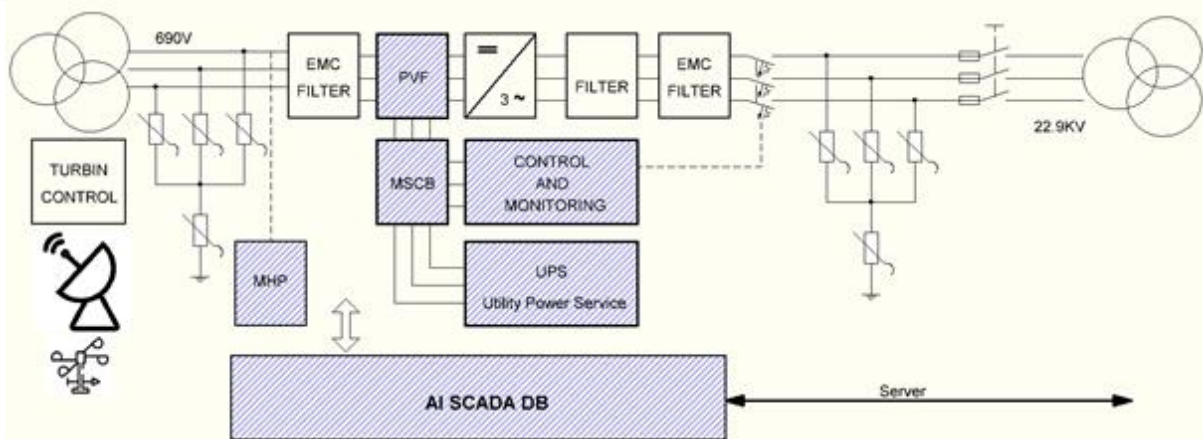 690V
EMC
FILTER
PVF
3 ~
FILTER
EMC
FILTER
22.9KV
TURBIN
CONTROL
MSCB
CONTROL
AND
MONITORING
MHP
UPS
Utility Power Service
AI SCADA DB
Server